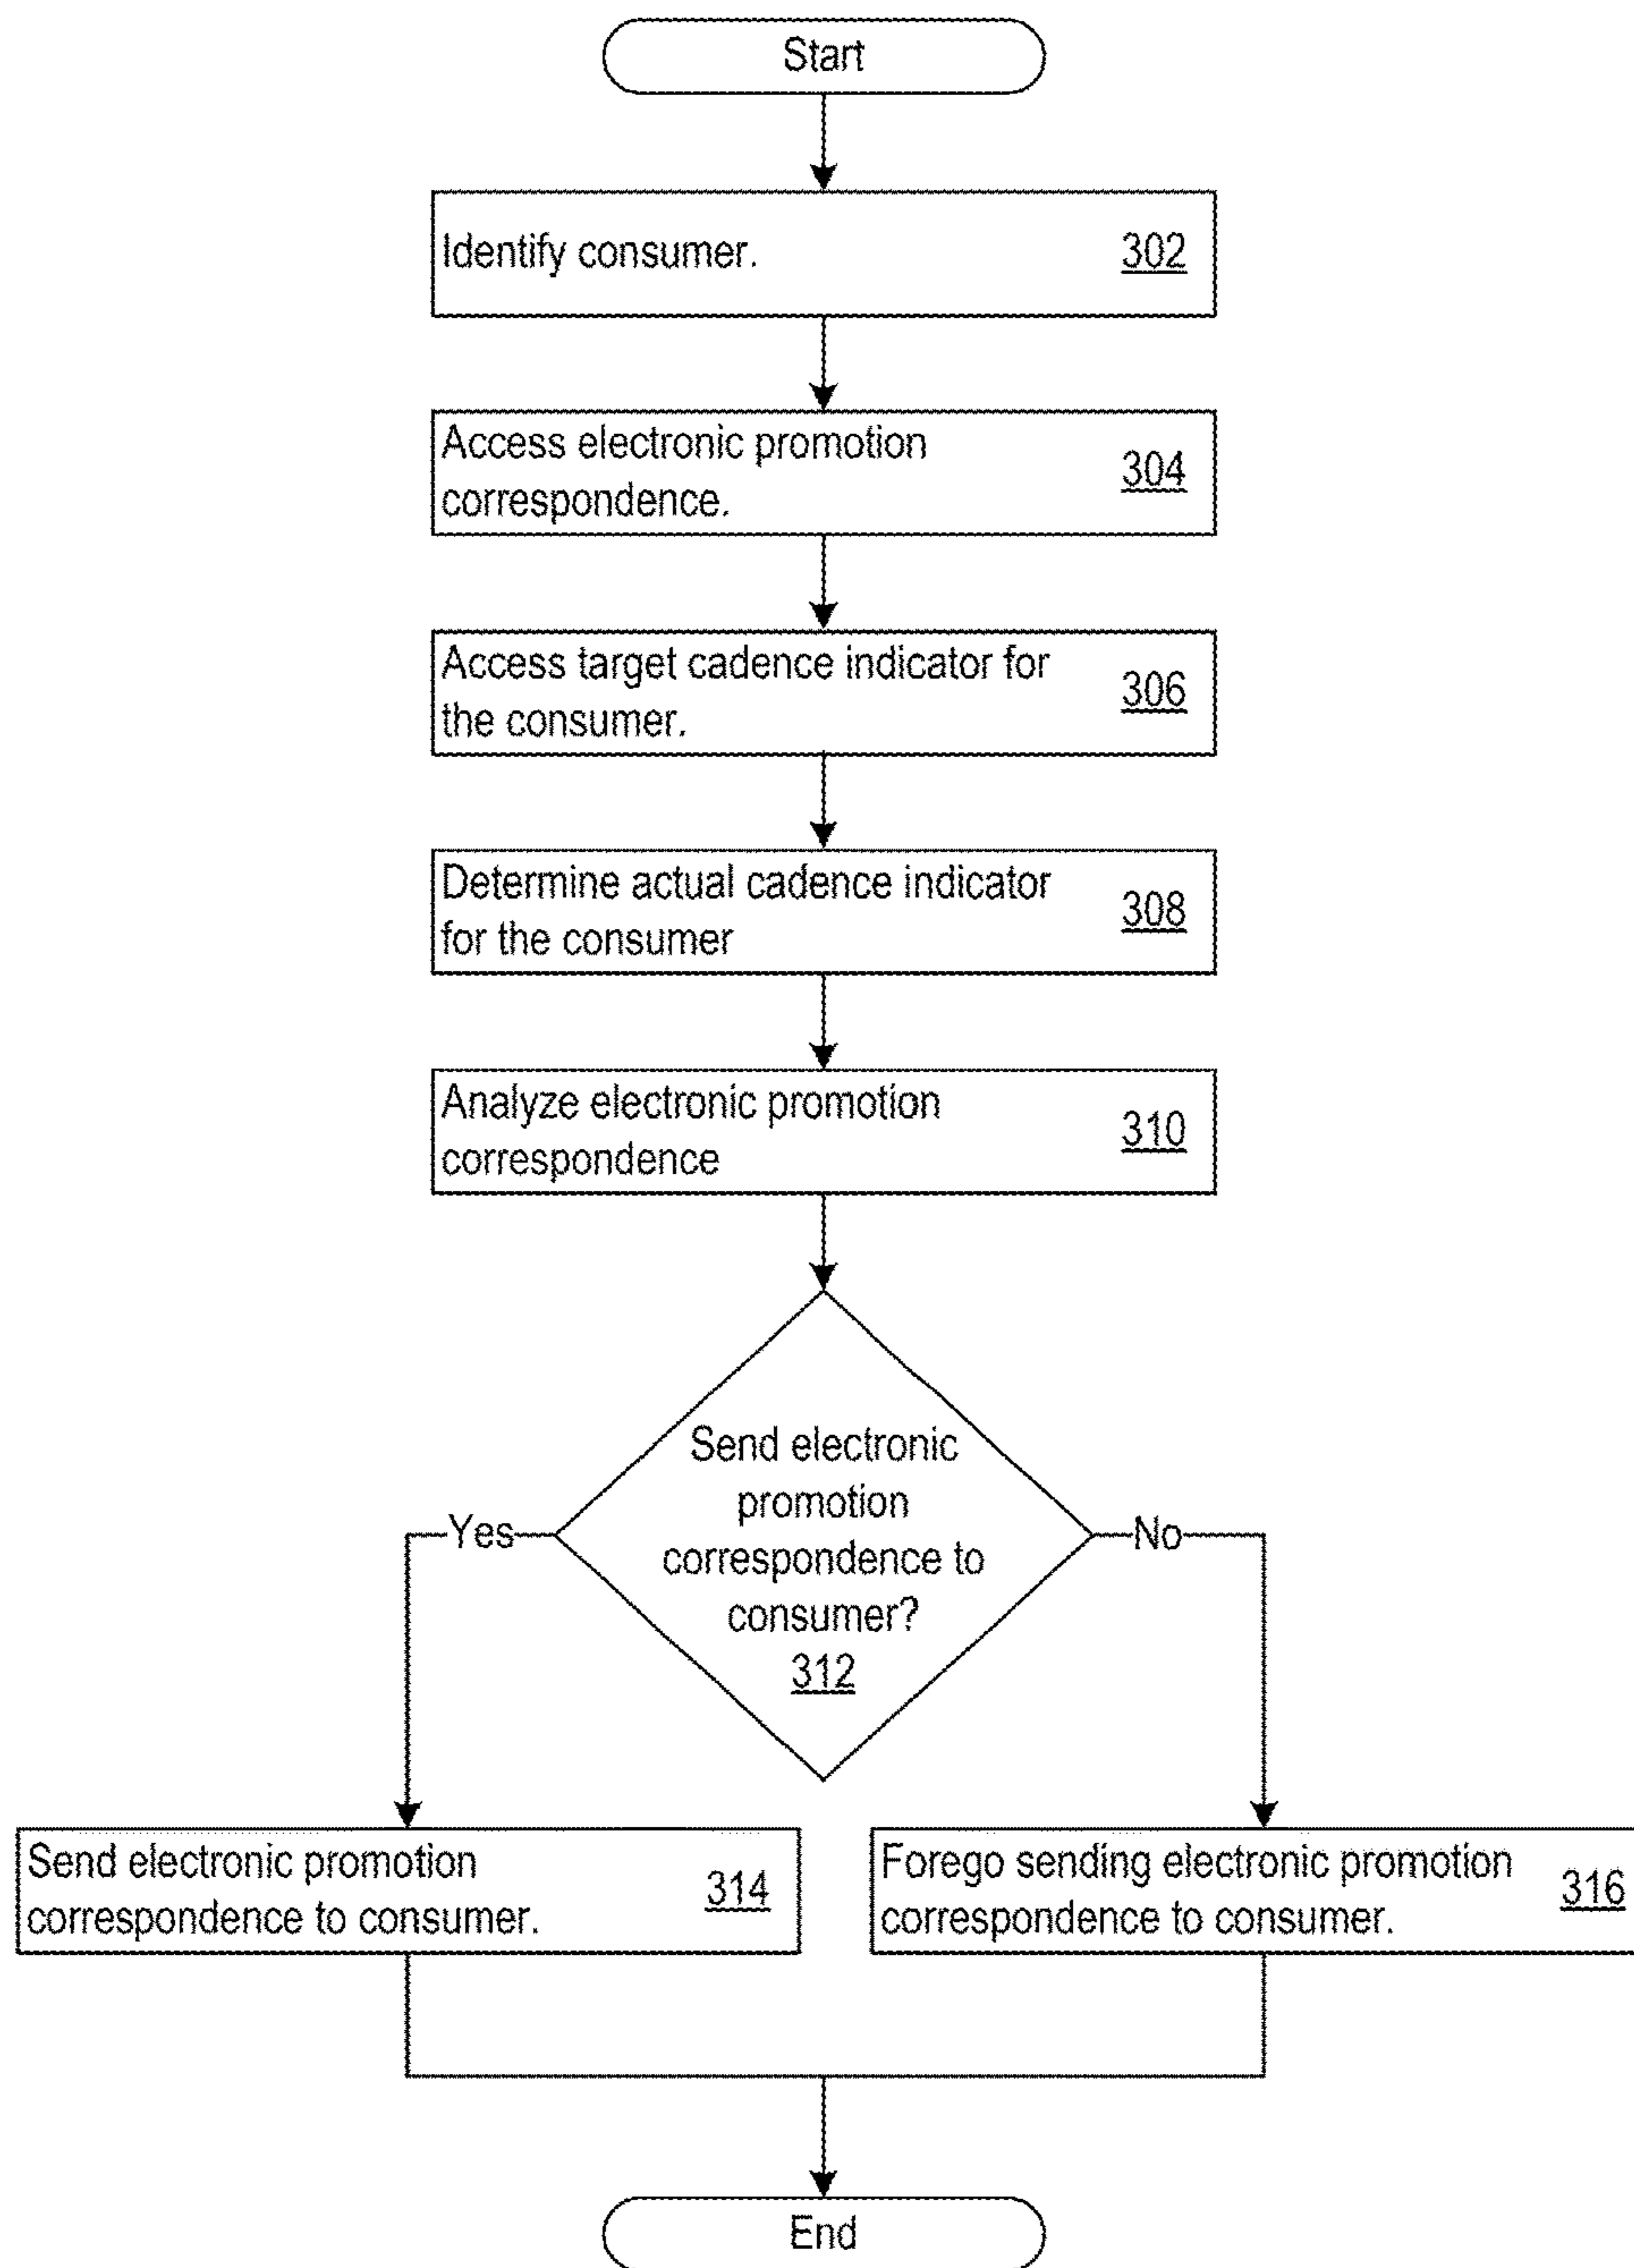 Start
Identify consumer.
302
Access electronic promotion
correspondence.
304
Access target cadence indicator for
the consumer.
306
Determine actual cadence indicator
for the consumer
308
Analyze electronic promotion
correspondence
310
Send electronic
promotion
correspondence to
consumer?
312
Yes
No
Send electronic promotion
correspondence to consumer.
314
Forego sending electronic promotion
correspondence to consumer.
316
End